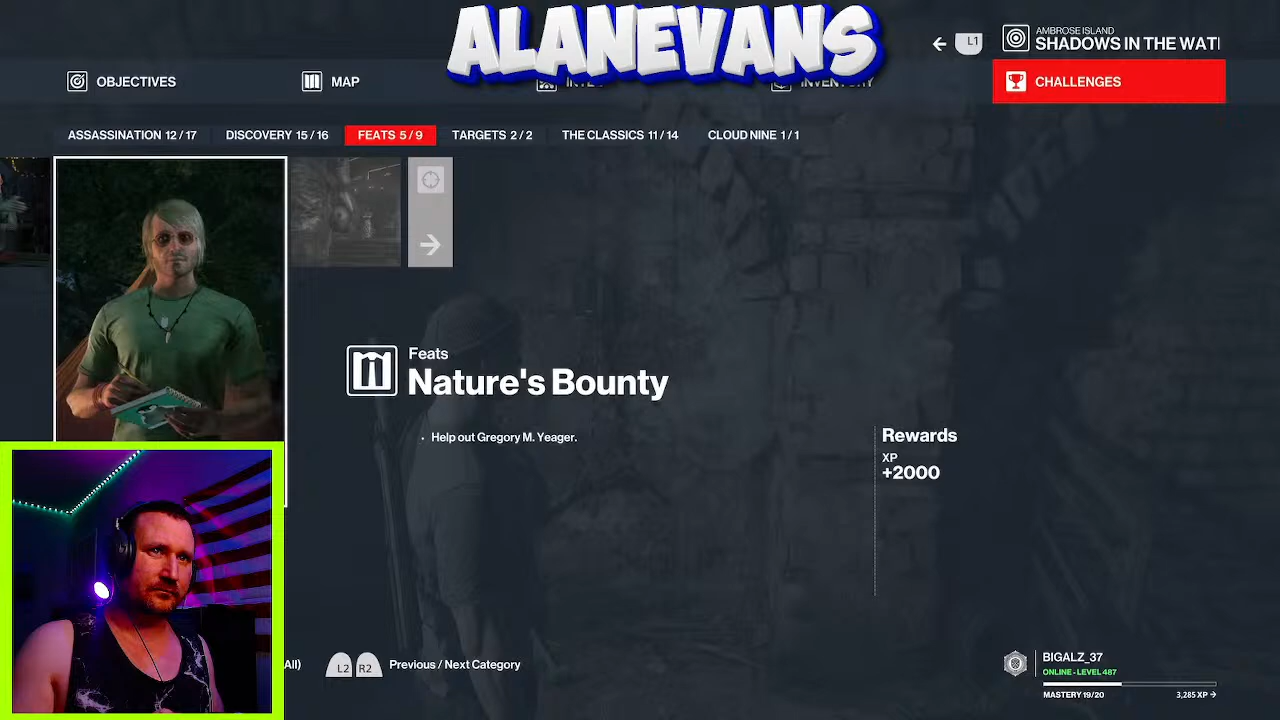 ALANEVANS
L1
AMBROSE ISLAND
SHADOWS IN THE WAT
OBJECTIVES
MAP
INVENTORY
CHALLENGES
ASSASSINATION 12 / 17
DISCOVERY 15 / 16
FEATS 5 / 9
TARGETS 2 / 2
THE CLASSICS 11 / 14
CLOUD NINE 1 / 1
Feats
Nature's Bounty
· Help out Gregory M. Yeager.
Rewards
XP
+2000
All)
L2 R2 Previous / Next Category
BIGALZ_37
ONLINE - LEVEL 487
MASTERY 19/20
3,285 XP